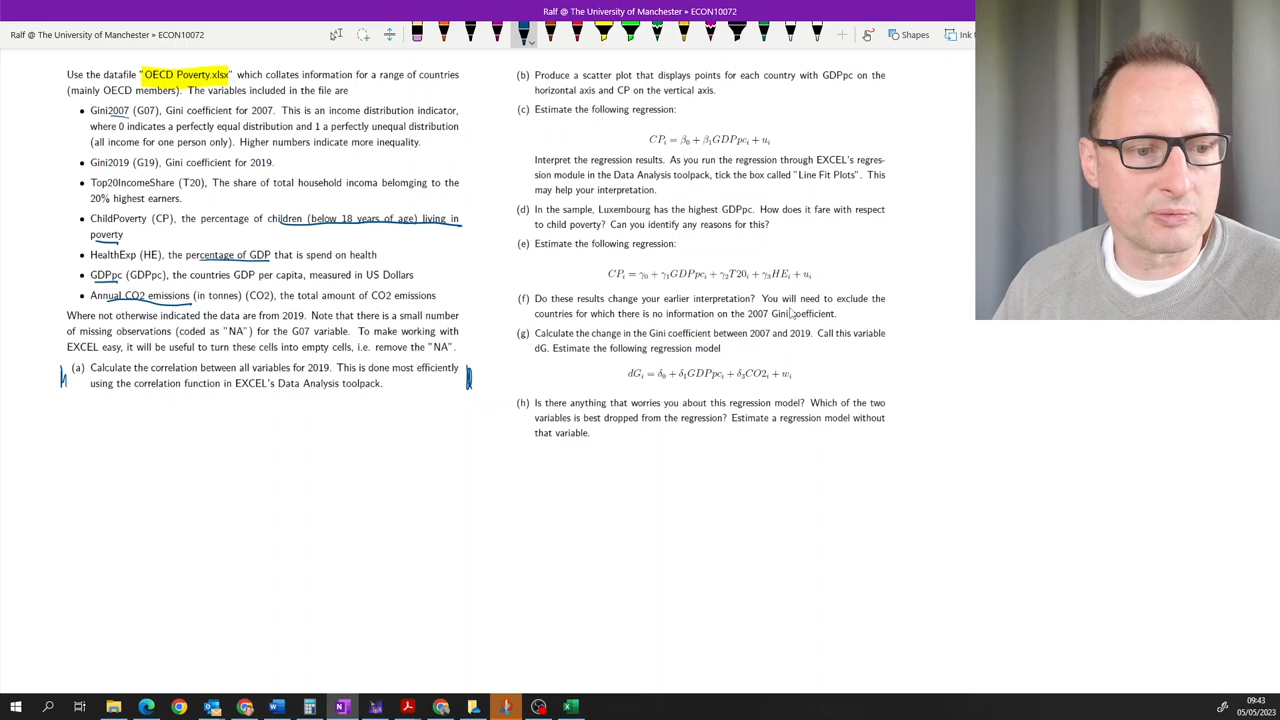 Ralf @ The University of Manchester » ECON10072
Ralf @ The University of Manchester » ECON10072
Shapes
Ink
Use the datafile "OECD Poverty.xlsx" which collates information for a range of countries
(mainly OECD members). The variables included in the file are
• Gini2007 (G07), Gini coefficient for 2007. This is an income distribution indicator,
where 0 indicates a perfectly equal distribution and 1 a perfectly unequal distribution
(all income for one person only). Higher numbers indicate more inequality.
• Gini2019 (G19), Gini coefficient for 2019.
• Top20IncomeShare (T20), The share of total household incoma belomging to the
20% highest earners.
• ChildPoverty (CP), the percentage of children (below 18 years of age) living in
poverty
• HealthExp (HE), the percentage of GDP that is spend on health
• GDPpc (GDPpc), the countries GDP per capita, measured in US Dollars
• Annual CO2 emissions (in tonnes) (CO2), the total amount of CO2 emissions
Where not otherwise indicated the data are from 2019. Note that there is a small number
of missing observations (coded as "NA") for the G07 variable. To make working with
EXCEL easy, it will be useful to turn these cells into empty cells, i.e. remove the "NA".
(a) Calculate the correlation between all variables for 2019. This is done most efficiently
using the correlation function in EXCEL's Data Analysis toolpack.
(b) Produce a scatter plot that displays points for each country with GDPpc on the
horizontal axis and CP on the vertical axis.
(c) Estimate the following regression:
CPᵢ = β₀ + β₁GDPpcᵢ + uᵢ
Interpret the regression results. As you run the regression through EXCEL's regres-
sion module in the Data Analysis toolpack, tick the box called "Line Fit Plots". This
may help your interpretation.
(d) In the sample, Luxembourg has the highest GDPpc. How does it fare with respect
to child poverty? Can you identify any reasons for this?
(e) Estimate the following regression:
CPᵢ = γ₀ + γ₁GDPpcᵢ + γ₂T20ᵢ + γ₃HEᵢ + uᵢ
(f) Do these results change your earlier interpretation? You will need to exclude the
countries for which there is no information on the 2007 Gini coefficient.
(g) Calculate the change in the Gini coefficient between 2007 and 2019. Call this variable
dG. Estimate the following regression model
dGᵢ = δ₀ + δ₁GDPpcᵢ + δ₃CO2ᵢ + wᵢ
(h) Is there anything that worries you about this regression model? Which of the two
variables is best dropped from the regression? Estimate a regression model without
that variable.
09:43
05/05/2023